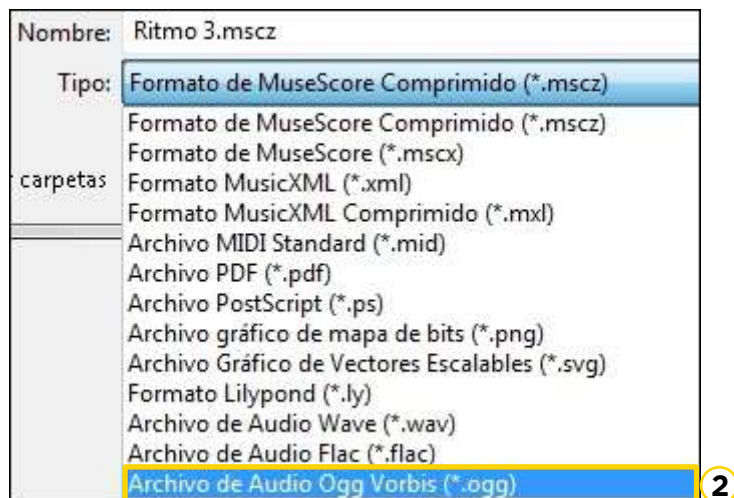 Nombre: Ritmo 3.mscz
Tipo: Formato de MuseScore Comprimido (*.mscz)
Formato de MuseScore Comprimido (*.mscz)
Formato de MuseScore (*.mscx)
carpetas Formato MusicXML (*.xml)
Formato MusicXML Comprimido (*.mxl)
Archivo MIDI Standard (*.mid)
Archivo PDF (*.pdf)
Archivo PostScript (*.ps)
Archivo gráfico de mapa de bits (*.png)
Archivo Gráfico de Vectores Escalables (*.svg)
Formato Lilypond (*.ly)
Archivo de Audio Wave (*.wav)
Archivo de Audio Flac (*.flac)
Archivo de Audio Ogg Vorbis (*.ogg) 2